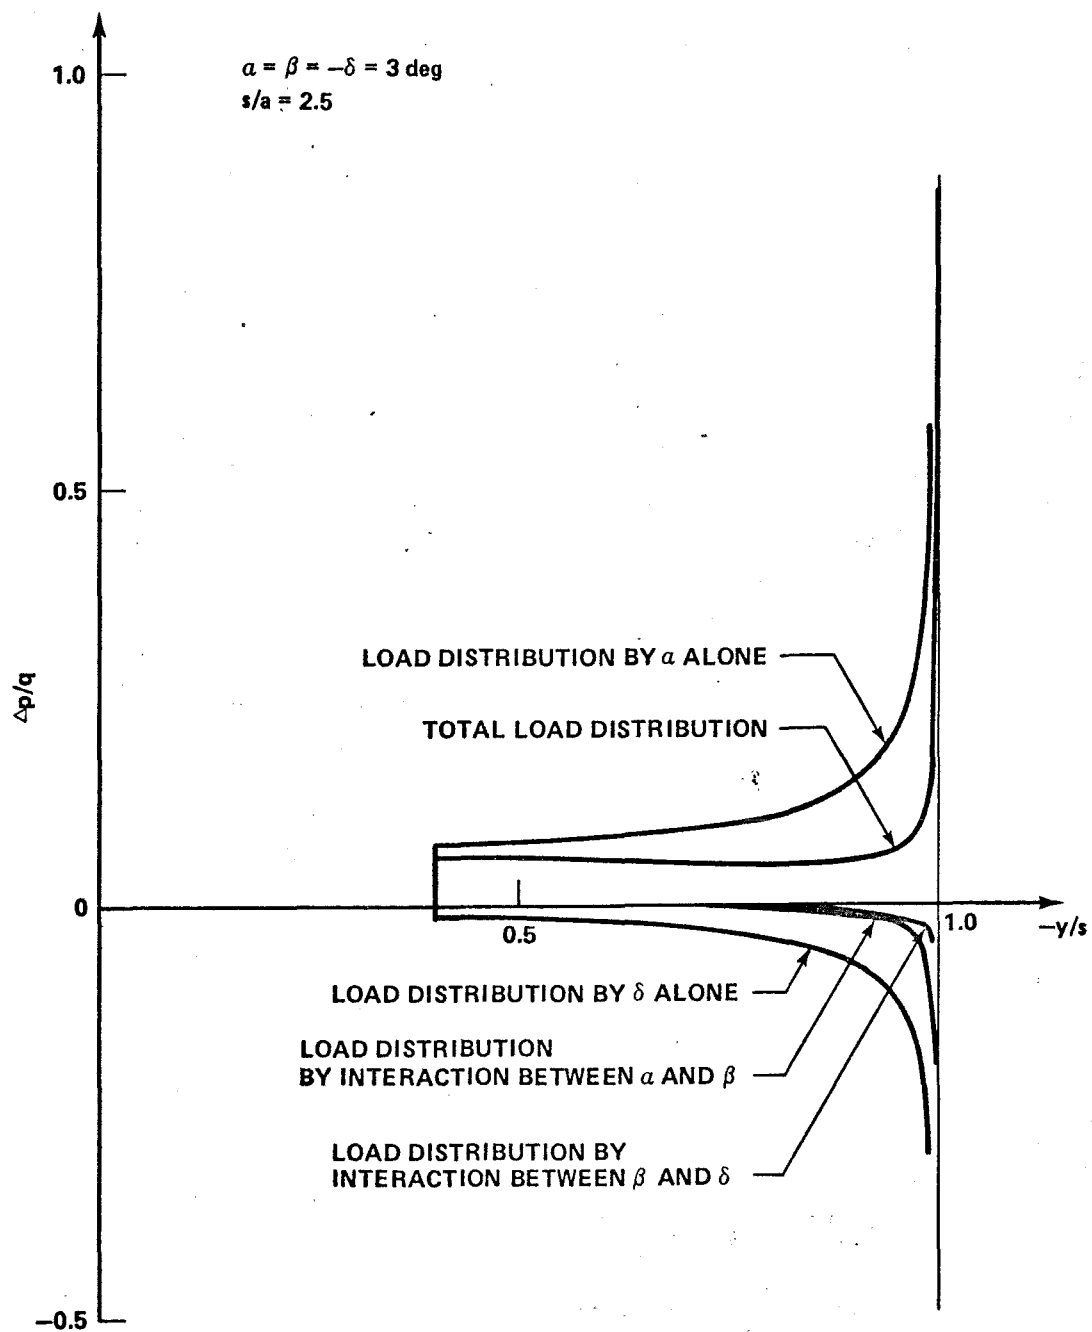 1.0
α = β = −δ = 3 deg
s/a = 2.5
0.5
LOAD DISTRIBUTION BY α ALONE
Δp/q
TOTAL LOAD DISTRIBUTION
0
0.5
1.0
−y/s
LOAD DISTRIBUTION BY δ ALONE
LOAD DISTRIBUTION
BY INTERACTION BETWEEN α AND β
LOAD DISTRIBUTION BY
INTERACTION BETWEEN β AND δ
−0.5